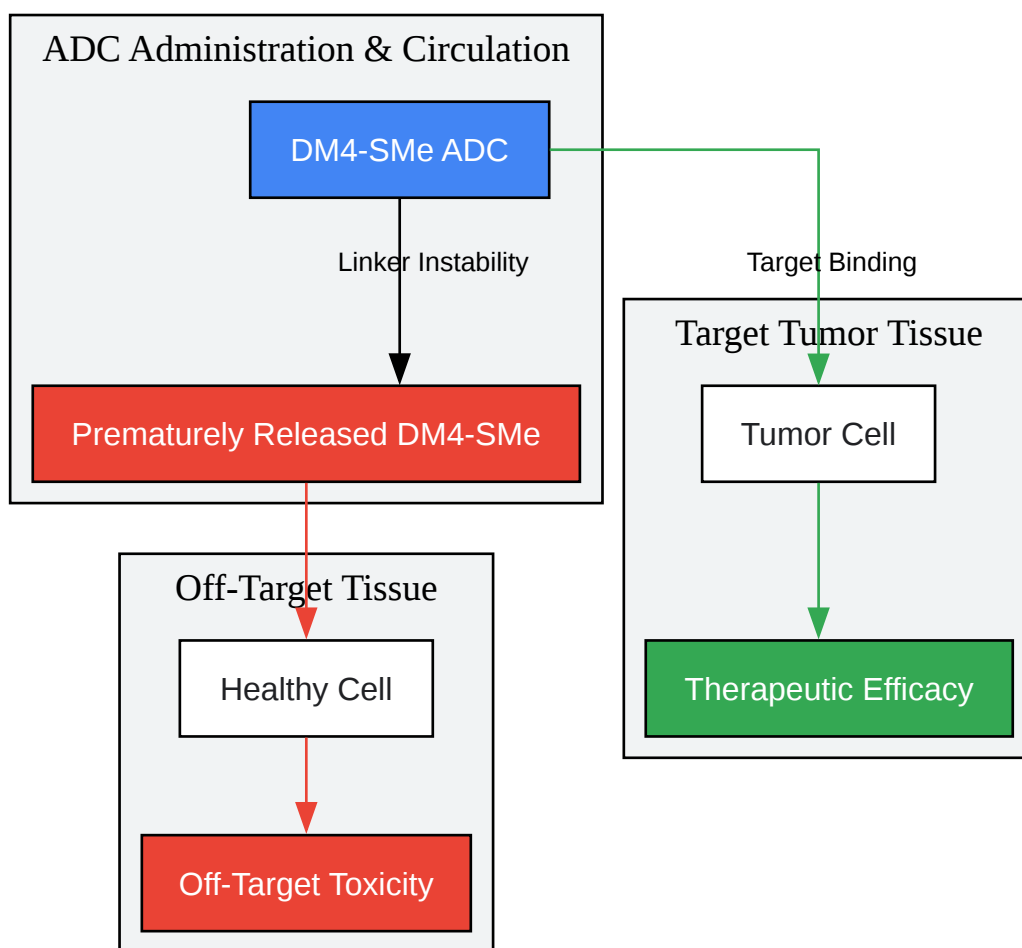 ADC Administration & Circulation
DM4-SMe ADC
Linker Instability
Target Binding
Target Tumor Tissue
Prematurely Released DM4-SMe
Tumor Cell
Off-Target Tissue
Healthy Cell
Therapeutic Efficacy
Off-Target Toxicity